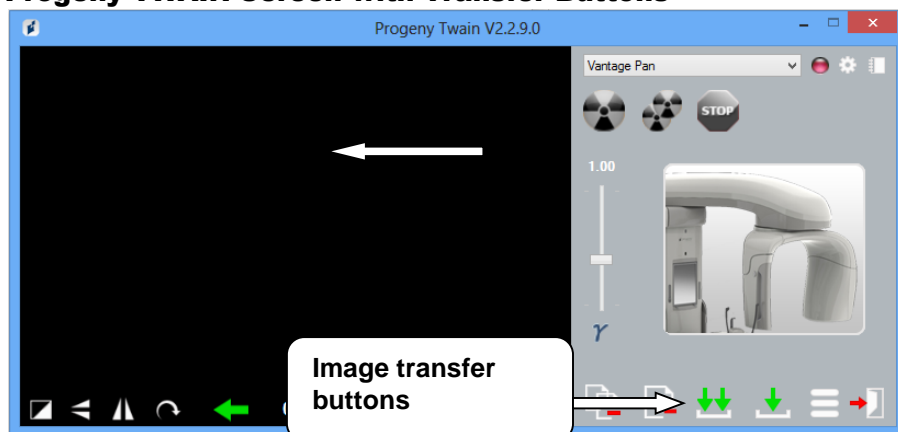 Progeny TWAIN Screen with Transfer Buttons
Progeny Twain V2.2.9.0
Vantage Pan
STOP
1.00
γ
Image transfer
buttons